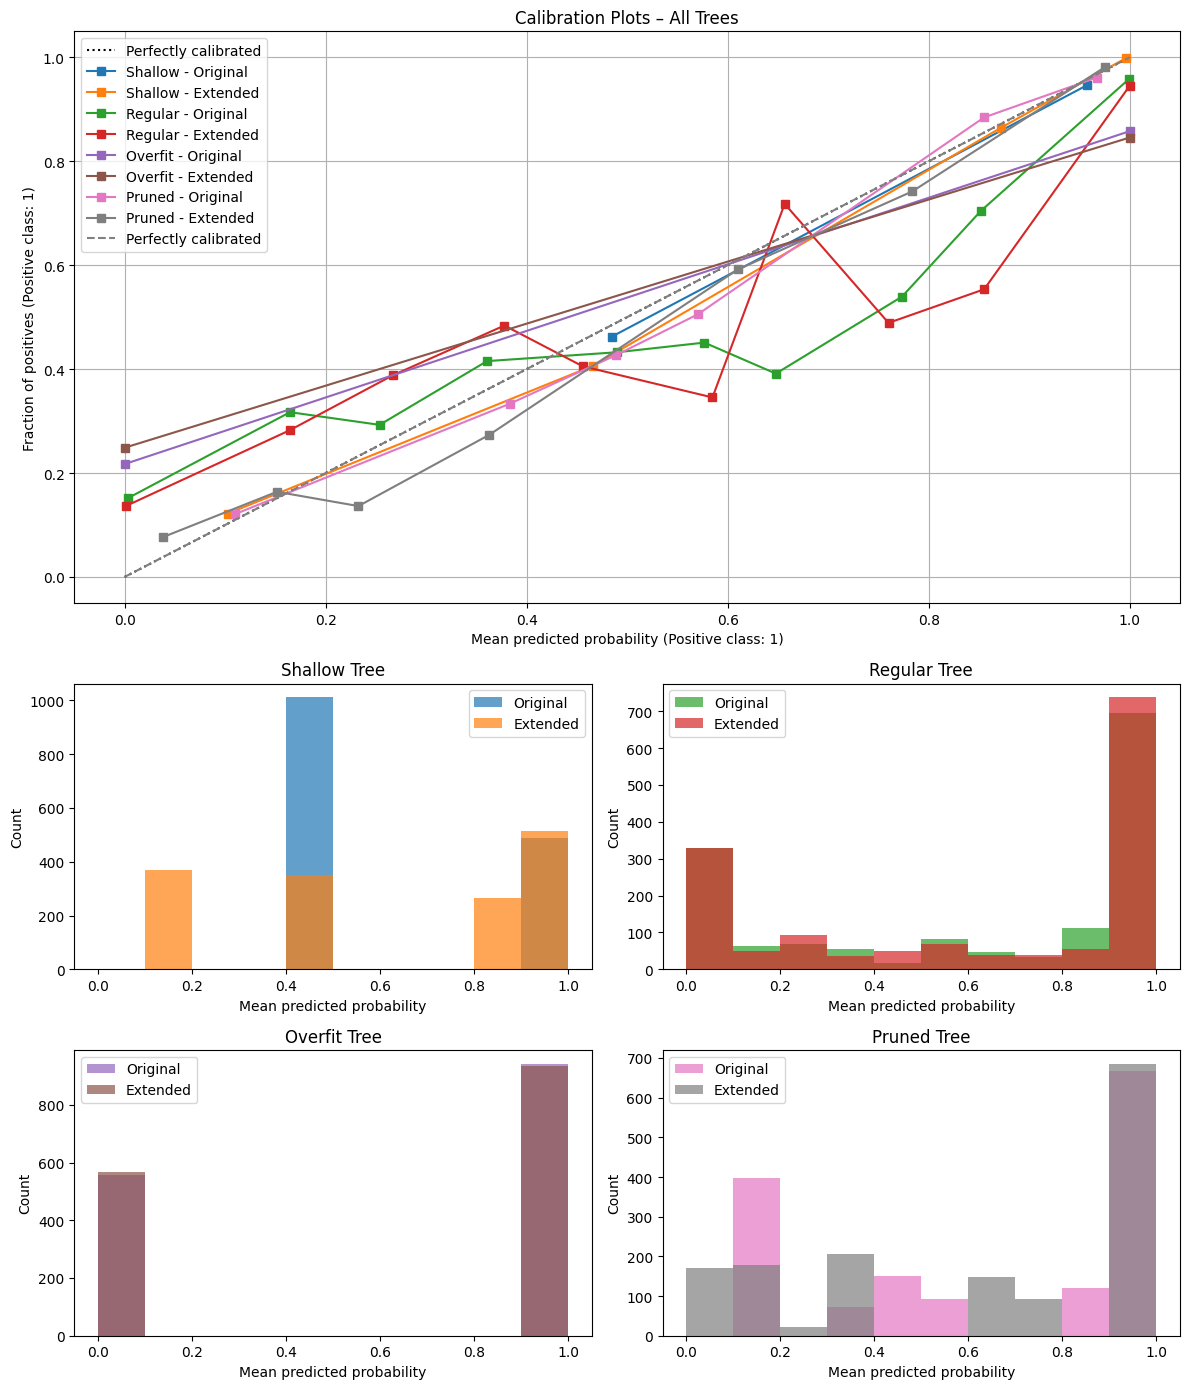 Calibration Plots – All Trees
Perfectly calibrated
Shallow - Original
Shallow - Extended
Regular - Original
Regular - Extended
Overfit - Original
Overfit - Extended
Pruned - Original
Pruned - Extended
Perfectly calibrated
Fraction of positives (Positive class: 1)
1.0
0.8
0.6
0.4
0.2
0.0
0.0 0.2 0.4 0.6 0.8 1.0
Mean predicted probability (Positive class: 1)
Shallow Tree
Original
Extended
Count
1000
800
600
400
200
0
0.0 0.2 0.4 0.6 0.8 1.0
Mean predicted probability
Regular Tree
Original
Extended
Count
700
600
500
400
300
200
100
0
0.0 0.2 0.4 0.6 0.8 1.0
Mean predicted probability
Overfit Tree
Original
Extended
Count
800
600
400
200
0
0.0 0.2 0.4 0.6 0.8 1.0
Mean predicted probability
Pruned Tree
Original
Extended
Count
700
600
500
400
300
200
100
0
0.0 0.2 0.4 0.6 0.8 1.0
Mean predicted probability